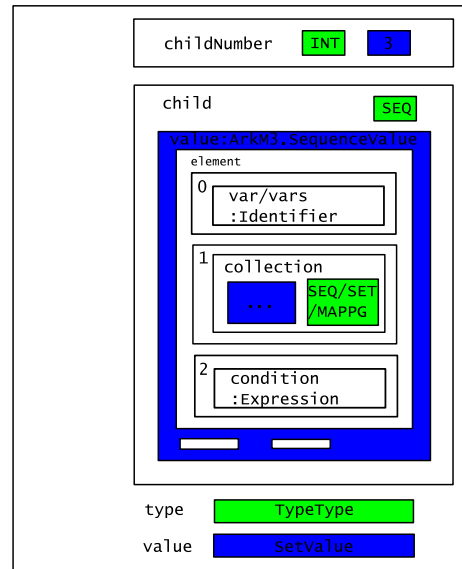 childNumber INT 3
child SEQ
value:ArkM3.SequenceValue
element
0
var/vars
:Identifier
1
collection
... SEQ/SET
/MAPPG
2
condition
:Expression
type TypeType
value SetValue